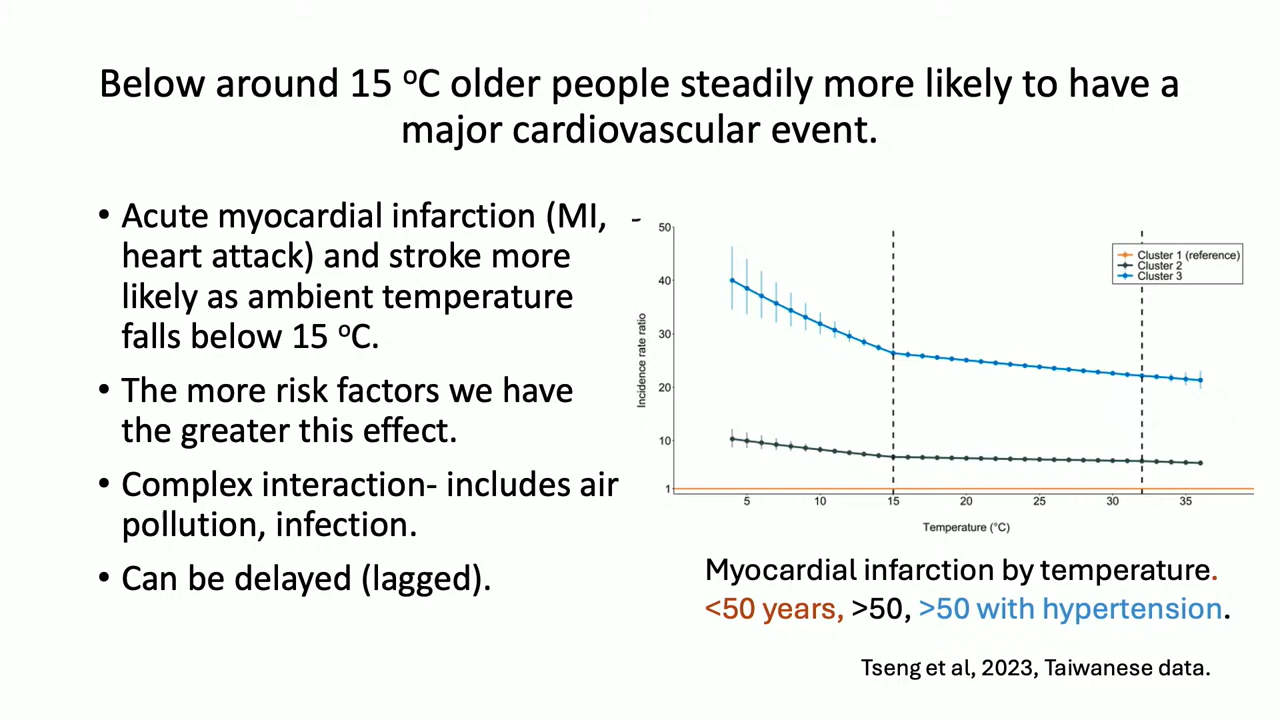 Below around 15 ºC older people steadily more likely to have a
major cardiovascular event.
• Acute myocardial infarction (MI,
heart attack) and stroke more
likely as ambient temperature
falls below 15 ºC.
• The more risk factors we have
the greater this effect.
• Complex interaction- includes air
pollution, infection.
• Can be delayed (lagged).
Incidence rate ratio
50
40
30
20
10
1
Cluster 1 (reference)
Cluster 2
Cluster 3
5 10 15 20 25 30 35
Temperature (°C)
Myocardial infarction by temperature.
<50 years, >50, >50 with hypertension.
Tseng et al, 2023, Taiwanese data.